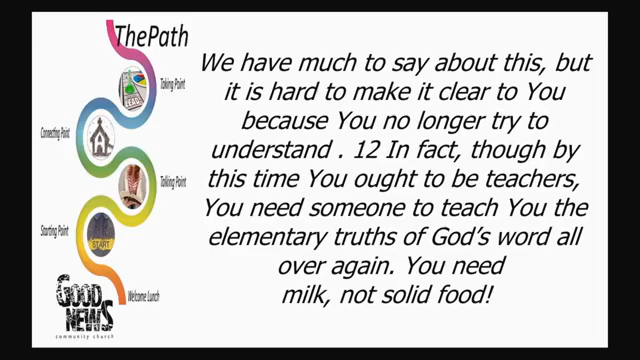 ThePath
Taking Point
Connecting Point
Talking Point
Starting Point
START
Welcome Lunch
GOOD
NEWS
community church
We have much to say about this, but
it is hard to make it clear to You
because You no longer try to
understand . 12 In fact, though by
this time You ought to be teachers,
You need someone to teach You the
elementary truths of God’s word all
over again. You need
milk, not solid food!